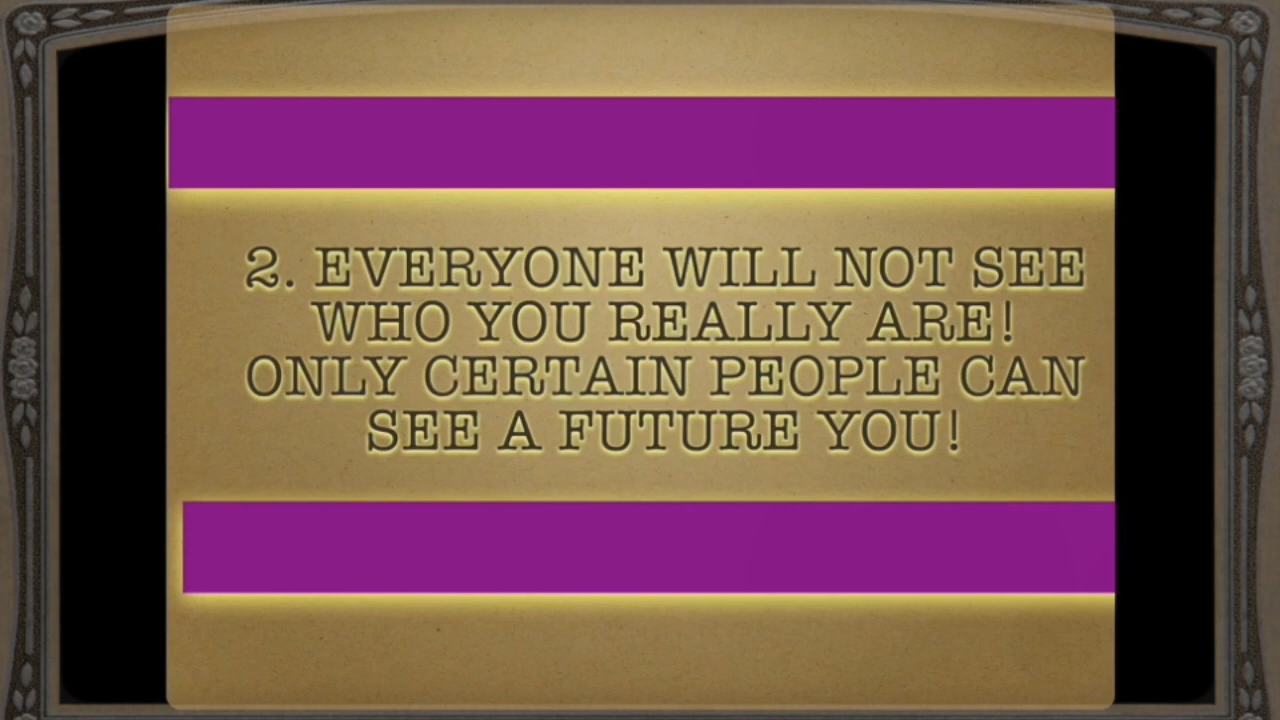 2. EVERYONE WILL NOT SEE
WHO YOU REALLY ARE!
ONLY CERTAIN PEOPLE CAN
SEE A FUTURE YOU!